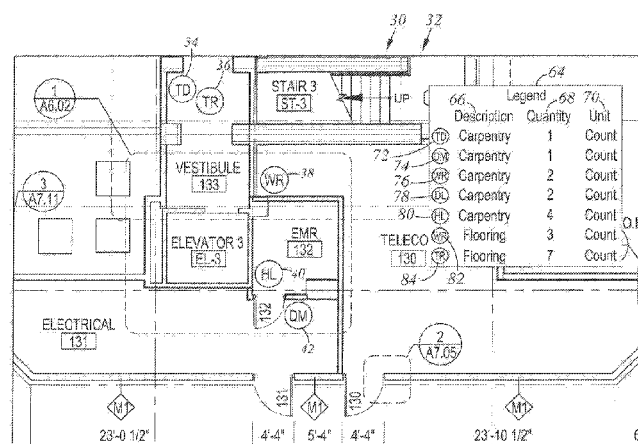 30 32
34
36
TD
TR
STAIR 3
ST-3
UP
64
Legend
66 68 70
Description Quantity Unit
72 TD Carpentry 1 Count
74 DM Carpentry 1 Count
76 WR Carpentry 2 Count
78 DL Carpentry 2 Count
80 HL Carpentry 4 Count
WR Flooring 3 Count
84 TR Flooring 7 Count
82
1
A6.02
3
A7.11
VESTIBULE
133
WR 38
ELEVATOR 3
EL-3
EMR
132
TELECO
130
HL 40
132
DM
42
ELECTRICAL
131
2
A7.05
131
130
M1 M1 M1
23'-0 1/2" 4'-4" 5'-4" 4'-4" 23'-10 1/2" 6